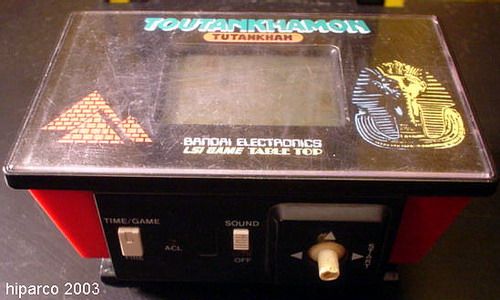 TOUTANKHAMON
TUTANKHAM
BANDAI ELECTRONICS
LSI GAME TABLE TOP
TIME/GAME
ACL
SOUND
OFF
hiparco 2003